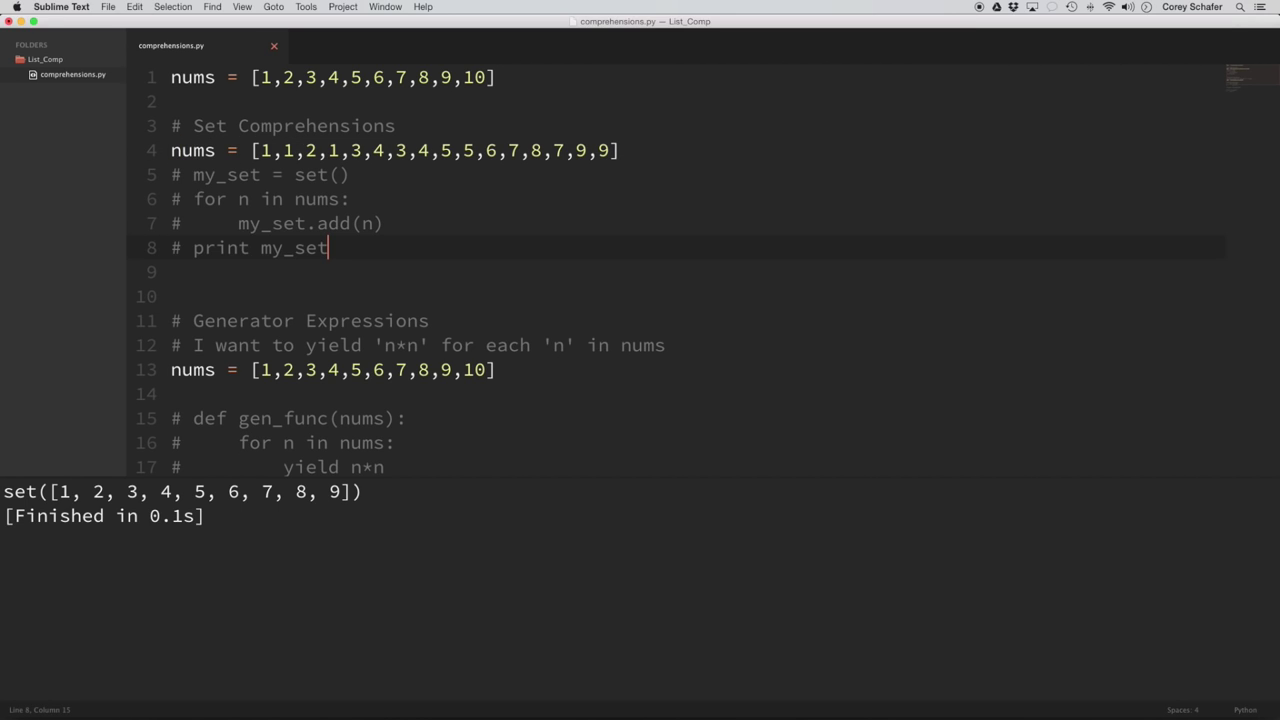 Sublime Text File Edit Selection Find View Goto Tools Project Window Help Corey Schafer
comprehensions.py — List_Comp
FOLDERS
List_Comp
comprehensions.py
comprehensions.py
1 nums = [1,2,3,4,5,6,7,8,9,10]
2
3 # Set Comprehensions
4 nums = [1,1,2,1,3,4,3,4,5,5,6,7,8,7,9,9]
5 # my_set = set()
6 # for n in nums:
7 #     my_set.add(n)
8 # print my_set
9
10
11 # Generator Expressions
12 # I want to yield 'n*n' for each 'n' in nums
13 nums = [1,2,3,4,5,6,7,8,9,10]
14
15 # def gen_func(nums):
16 #     for n in nums:
17 #         yield n*n
set([1, 2, 3, 4, 5, 6, 7, 8, 9])
[Finished in 0.1s]
Line 8, Column 15 Spaces: 4 Python